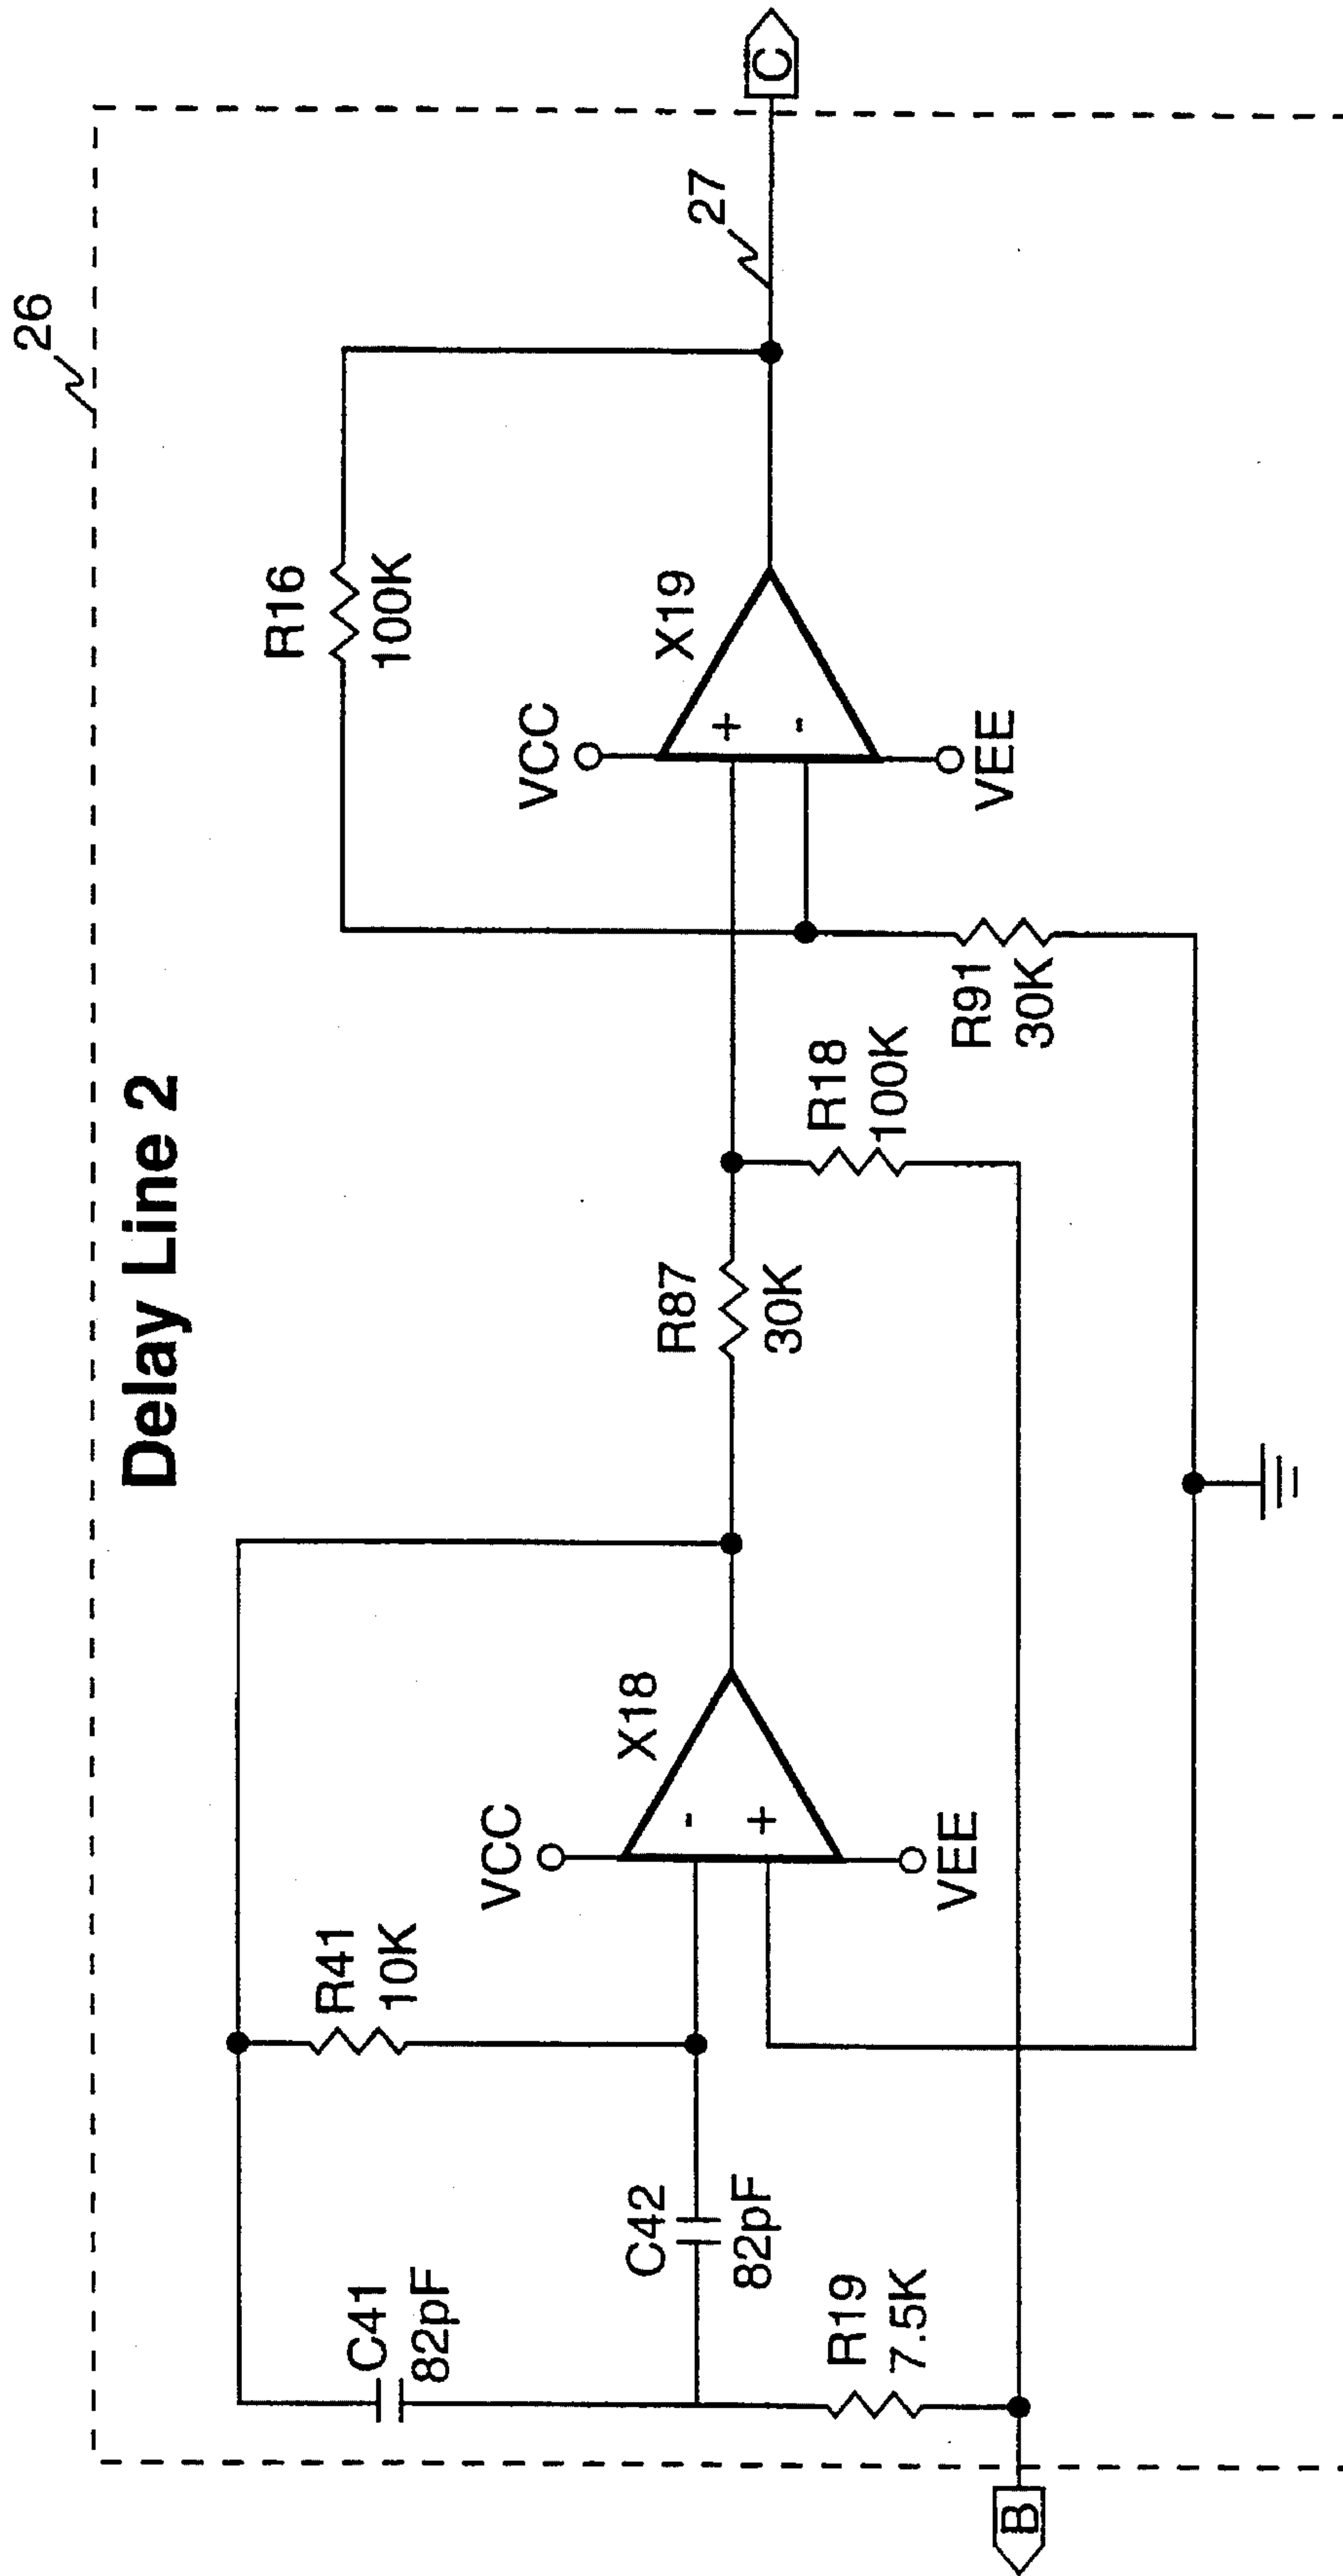 26
Delay Line 2
R16
100K
27
C
X19
VCC
+
-
VEE
R91
30K
R18
100K
R87
30K
X18
VCC
-
+
VEE
R41
10K
C41
82pF
C42
82pF
R19
7.5K
B